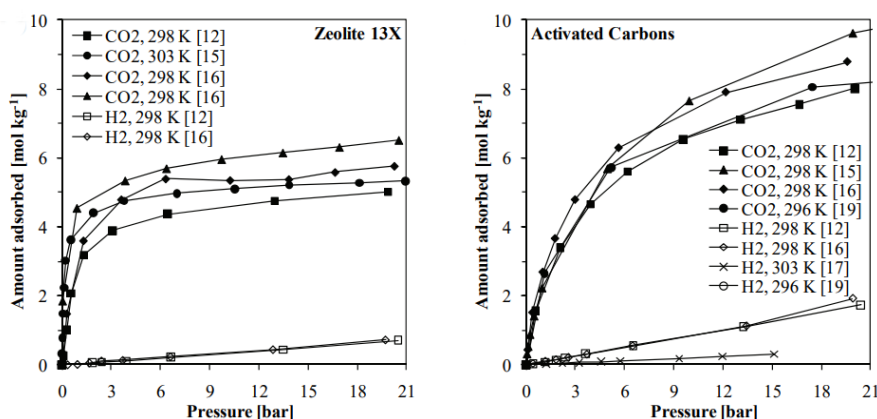 Zeolite 13X
CO2, 298 K [12]
CO2, 303 K [15]
CO2, 298 K [16]
CO2, 298 K [16]
H2, 298 K [12]
H2, 298 K [16]
Amount adsorbed [mol kg-1]
10
8
6
4
2
0
0 3 6 9 12 15 18 21
Pressure [bar]
Activated Carbons
CO2, 298 K [12]
CO2, 298 K [15]
CO2, 298 K [16]
CO2, 296 K [19]
H2, 298 K [12]
H2, 298 K [16]
H2, 303 K [17]
H2, 296 K [19]
Amount adsorbed [mol kg-1]
10
8
6
4
2
0
0 3 6 9 12 15 18 21
Pressure [bar]